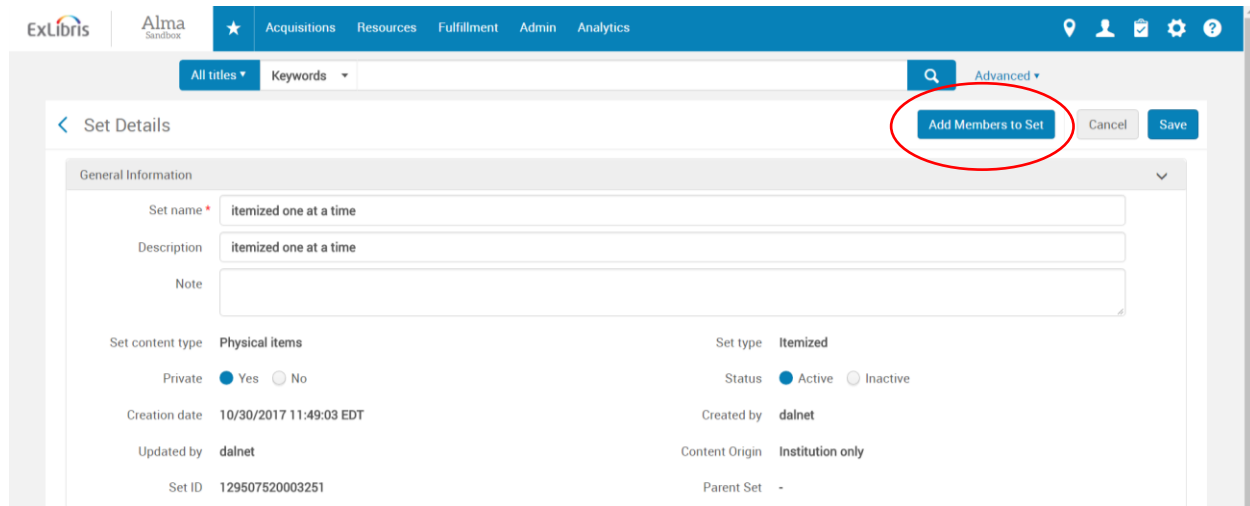 ExLibris Alma Sandbox ★ Acquisitions Resources Fulfillment Admin Analytics ?
All titles ▾ Keywords ▾ Advanced ▾
Set Details Add Members to Set Cancel Save
General Information
Set name * itemized one at a time
Description itemized one at a time
Note
Set content type Physical items Set type Itemized
Private Yes No Status Active Inactive
Creation date 10/30/2017 11:49:03 EDT Created by dalnet
Updated by dalnet Content Origin Institution only
Set ID 129507520003251 Parent Set -